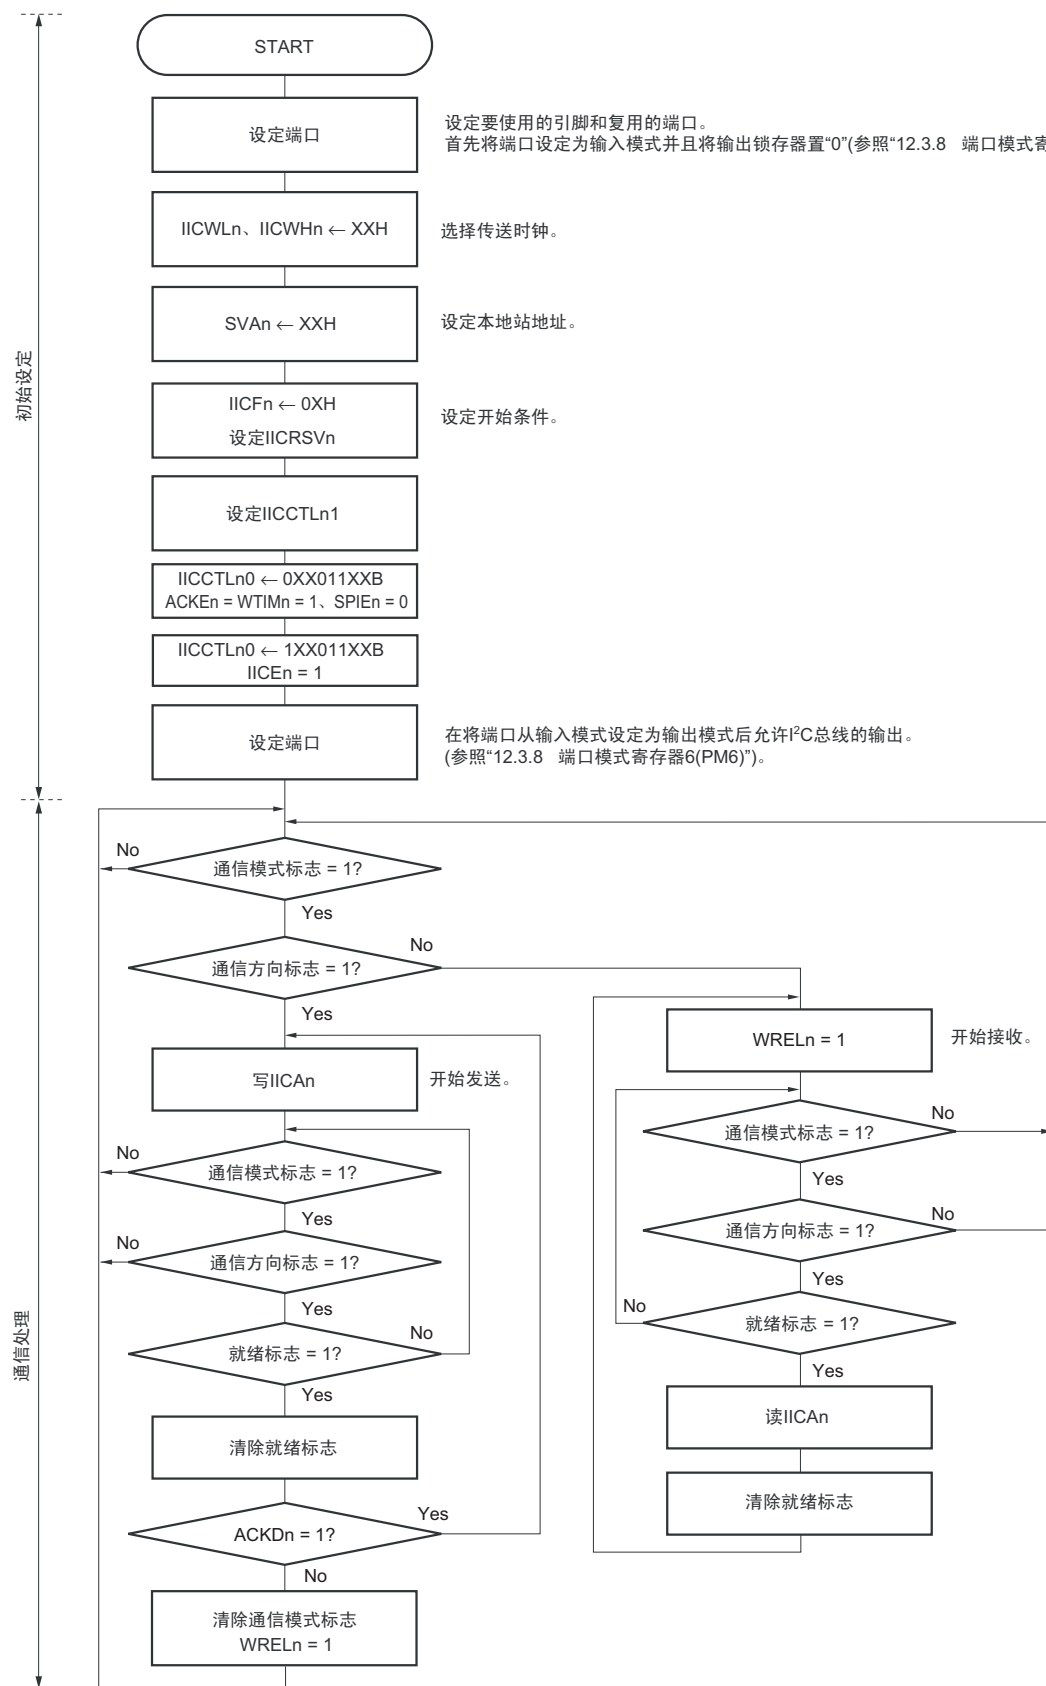 START
设定端口
设定要使用的引脚和复用的端口。
首先将端口设定为输入模式并且将输出锁存器置“0”(参照“12.3.8 端口模式寄
IICWLn、IICWHn ← XXH
选择传送时钟。
SVAn ← XXH
设定本地站地址。
初始设定
IICFn ← 0XH
设定IICRSVn
设定开始条件。
设定IICCTLn1
IICCTLn0 ← 0XX011XXB
ACKEn = WTIMn = 1、SPIEn = 0
IICCTLn0 ← 1XX011XXB
IICEn = 1
设定端口
在将端口从输入模式设定为输出模式后允许I²C总线的输出。
(参照“12.3.8 端口模式寄存器6(PM6)”)。
No
通信模式标志 = 1?
Yes
No
通信方向标志 = 1?
Yes
写IICAn
开始发送。
No
通信模式标志 = 1?
Yes
No
通信方向标志 = 1?
Yes
No
就绪标志 = 1?
Yes
清除就绪标志
Yes
ACKDn = 1?
No
清除通信模式标志
WRELn = 1
通信处理
WRELn = 1
开始接收。
No
通信模式标志 = 1?
Yes
No
通信方向标志 = 1?
Yes
No
就绪标志 = 1?
Yes
读IICAn
清除就绪标志